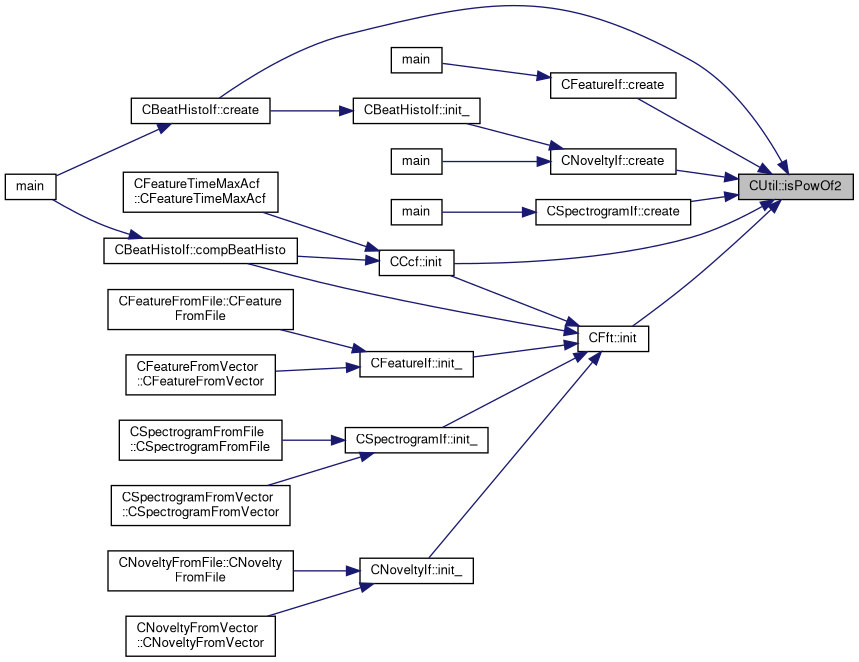 main
CFeatureIf::create
CBeatHistoIf::create
CBeatHistoIf::init_
main
CNoveltyIf::create
main
CUtil::isPowOf2
CFeatureTimeMaxAcf
::CFeatureTimeMaxAcf
main
CSpectrogramIf::create
CBeatHistoIf::compBeatHisto
CCcf::init
CFeatureFromFile::CFeature
FromFile
CFft::init
CFeatureFromVector
::CFeatureFromVector
CFeatureIf::init_
CSpectrogramFromFile
::CSpectrogramFromFile
CSpectrogramIf::init_
CSpectrogramFromVector
::CSpectrogramFromVector
CNoveltyFromFile::CNovelty
FromFile
CNoveltyIf::init_
CNoveltyFromVector
::CNoveltyFromVector